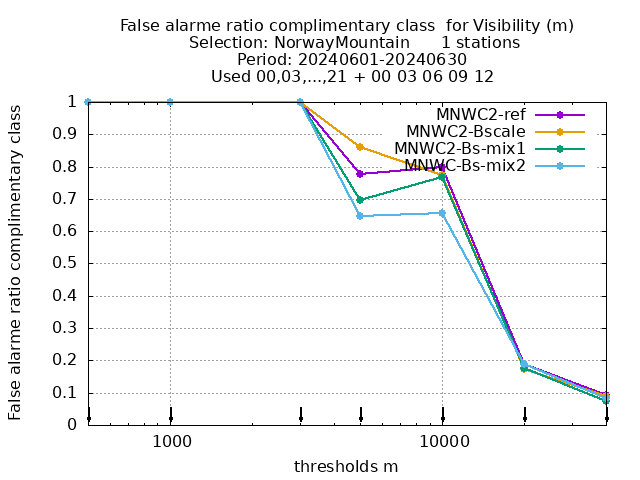 False alarme ratio complimentary class  for Visibility (m)
Selection: NorwayMountain      1 stations
Period: 20240601-20240630
Used 00,03,...,21 + 00 03 06 09 12
False alarme ratio complimentary class
1
0.9
0.8
0.7
0.6
0.5
0.4
0.3
0.2
0.1
0
MNWC2-ref
MNWC2-Bscale
MNWC2-Bs-mix1
MNWC-Bs-mix2
1000
10000
thresholds m